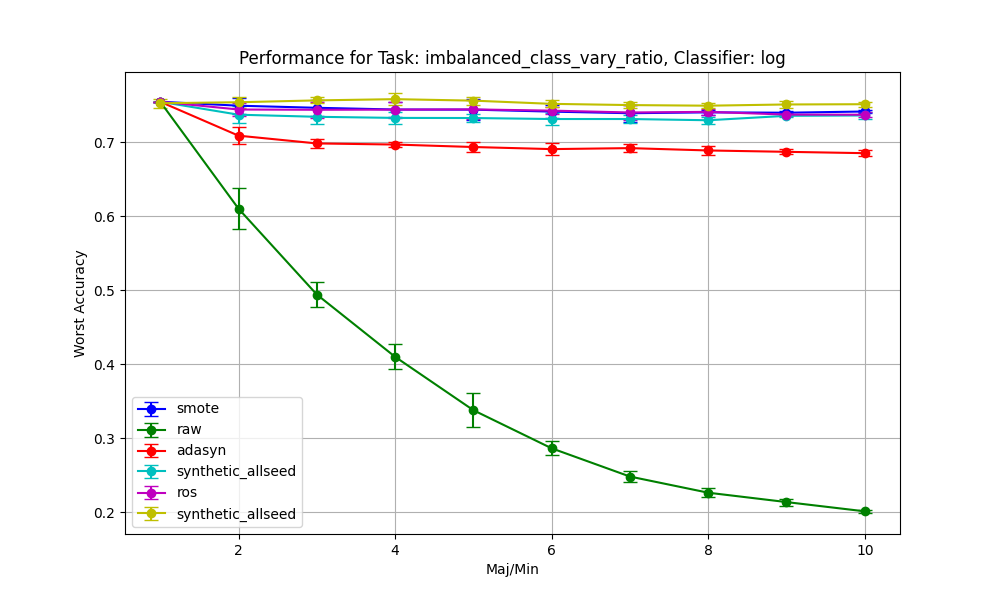 Performance for Task: imbalanced_class_vary_ratio, Classifier: log
Worst Accuracy
0.7
0.6
0.5
0.4
0.3
0.2
smote
raw
adasyn
synthetic_allseed
ros
synthetic_allseed
2 4 6 8 10
Maj/Min